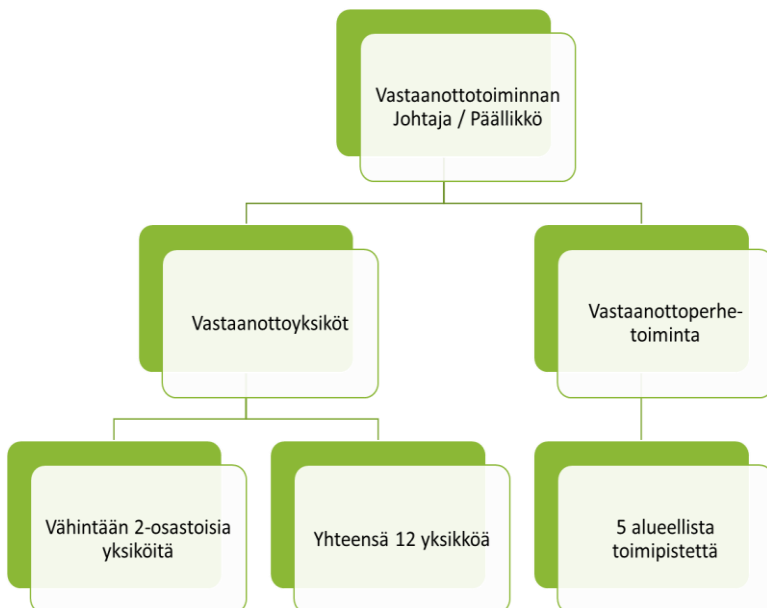 Vastaanottotoiminnan
Johtaja / Päällikkö
Vastaanottoyksiköt
Vastaanottoperhe-
toiminta
Vähintään 2-osastoisia
yksiköitä
Yhteensä 12 yksikköä
5 alueellista
toimipistettä